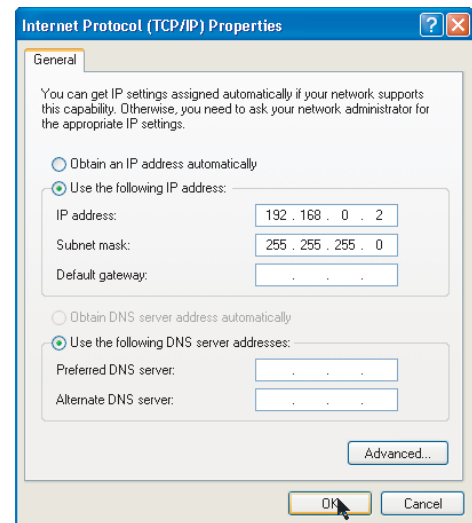 Internet Protocol (TCP/IP) Properties
General
You can get IP settings assigned automatically if your network supports
this capability. Otherwise, you need to ask your network administrator for
the appropriate IP settings.
Obtain an IP address automatically
Use the following IP address:
IP address: 192 . 168 . 0 . 2
Subnet mask: 255 . 255 . 255 . 0
Default gateway: . . .
Obtain DNS server address automatically
Use the following DNS server addresses:
Preferred DNS server: . . .
Alternate DNS server: . . .
Advanced...
OK Cancel